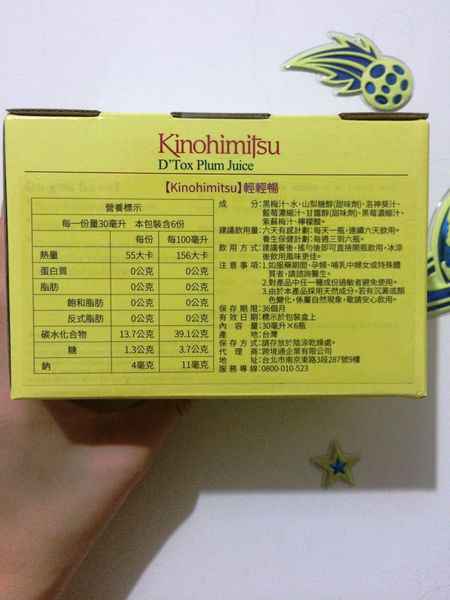 Kinohimitsu
D'Tox Plum Juice
【Kinohimitsu】輕輕暢
營養標示
每一份量30毫升 本包裝含6份
每份 每100毫升
熱量 55大卡 156大卡
蛋白質 0公克 0公克
脂肪 0公克 0公克
飽和脂肪 0公克 0公克
反式脂肪 0公克 0公克
碳水化合物 13.7公克 39.1公克
糖 1.3公克 3.7公克
鈉 4毫克 11毫克
成分:黑梅汁、水、山梨糖醇(甜味劑)、洛神葵汁、
藍莓濃縮汁、甘露醇(甜味劑)、黑莓濃縮汁、
紫蘇梅汁、檸檬酸。
建議飲用量:六天有感計劃:每天一瓶,連續六天飲用。
養生保健計劃:每週三到六瓶。
飲用方式:建議餐後,搖勻後即可直接開瓶飲用,冰涼
後飲用風味更佳。
注意事項:1.如服藥期間、孕婦、哺乳中婦女或特殊體
質者,請諮詢醫生。
2.對產品中任一種成份過敏者避免使用。
3.由於本產品採用天然成分,若有沉澱或顏
色變化,係屬自然現象,敬請安心飲用。
保存期限:36個月
有效日期:標示於包裝盒上
內容量:30毫升×6瓶
產地:台灣
保存方式:請存放於陰涼乾燥處。
代理商:跨境通企業有限公司
地址:台北市南京東路3段287號9樓
服務專線:0800-010-523